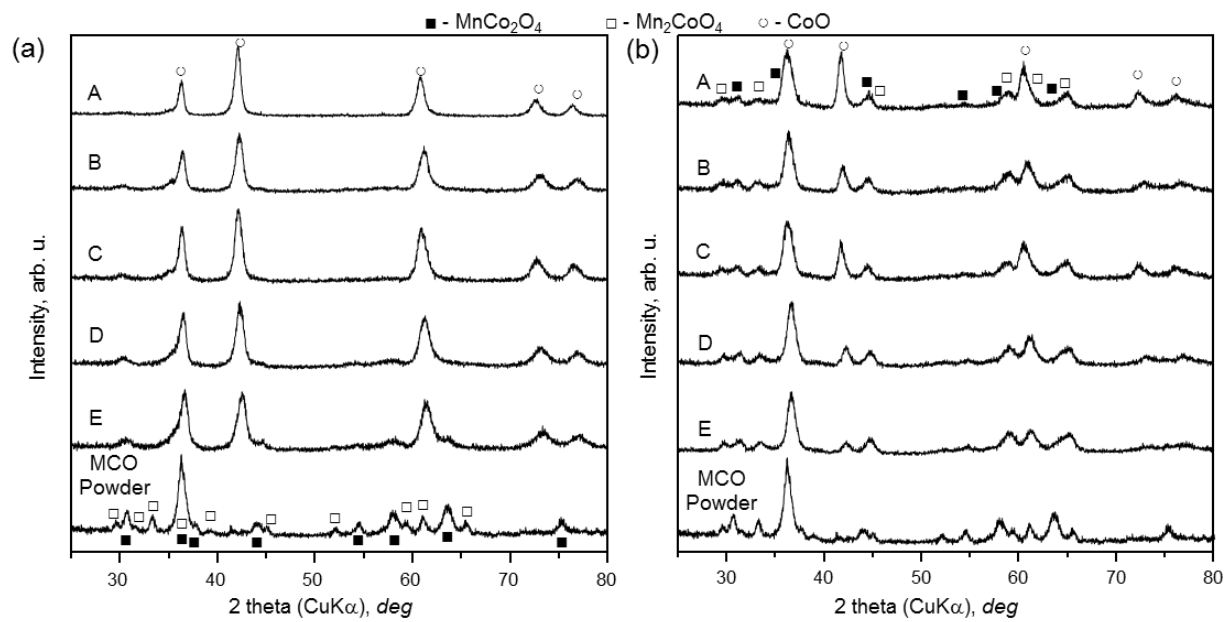 ■ - MnCo₂O₄ □ - Mn₂CoO₄ ○ - CoO
(a)
A
B
C
D
E
MCO
Powder
Intensity, arb. u.
30 40 50 60 70 80
2 theta (CuKα), deg
(b)
A
B
C
D
E
MCO
Powder
Intensity, arb. u.
30 40 50 60 70 80
2 theta (CuKα), deg